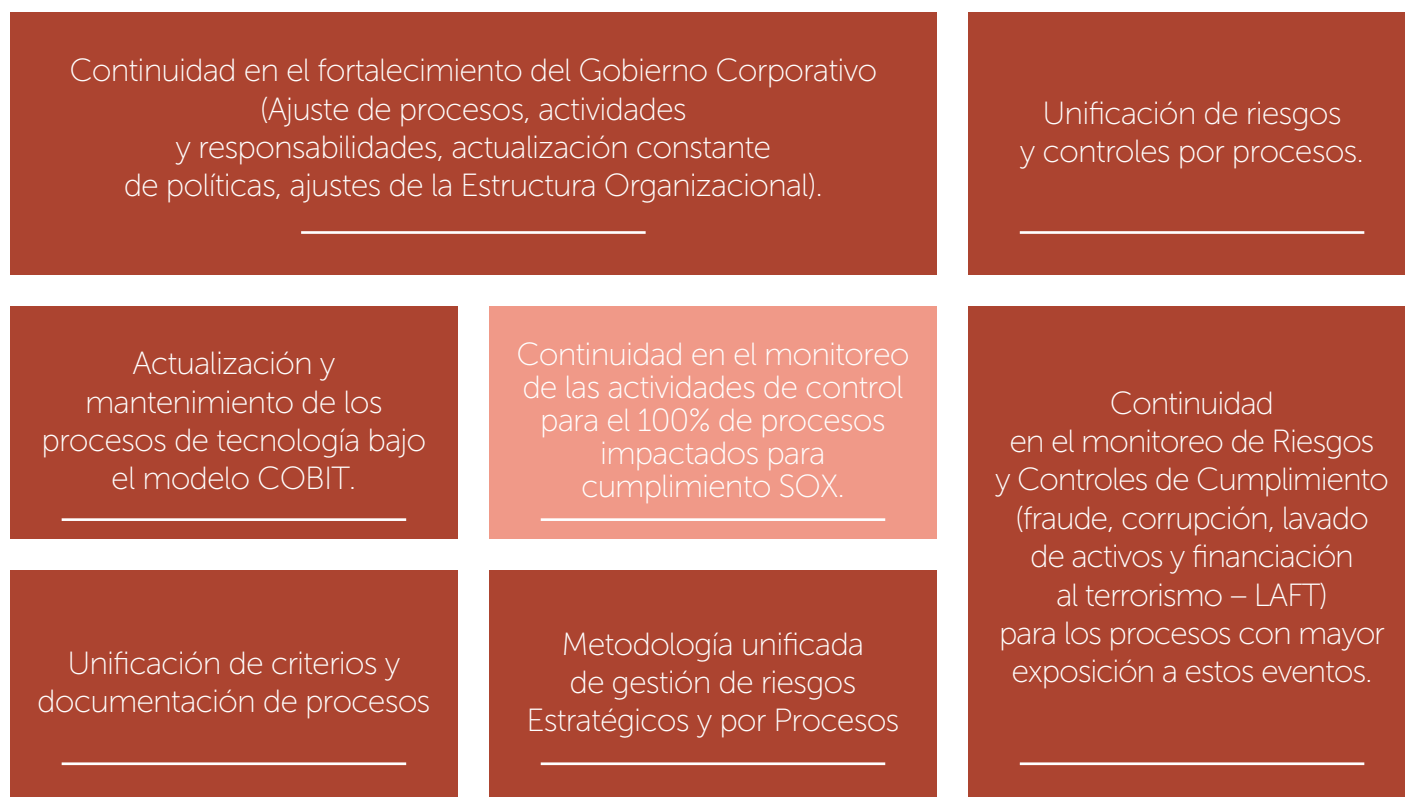 Continuidad en el fortalecimiento del Gobierno Corporativo
(Ajuste de procesos, actividades
y responsabilidades, actualización constante
de políticas, ajustes de la Estructura Organizacional).
Unificación de riesgos
y controles por procesos.
Actualización y
mantenimiento de los
procesos de tecnología bajo
el modelo COBIT.
Continuidad en el monitoreo
de las actividades de control
para el 100% de procesos
impactados para
cumplimiento SOX.
Continuidad
en el monitoreo de Riesgos
y Controles de Cumplimiento
(fraude, corrupción, lavado
de activos y financiación
al terrorismo – LAFT)
para los procesos con mayor
exposición a estos eventos.
Unificación de criterios y
documentación de procesos
Metodología unificada
de gestión de riesgos
Estratégicos y por Procesos